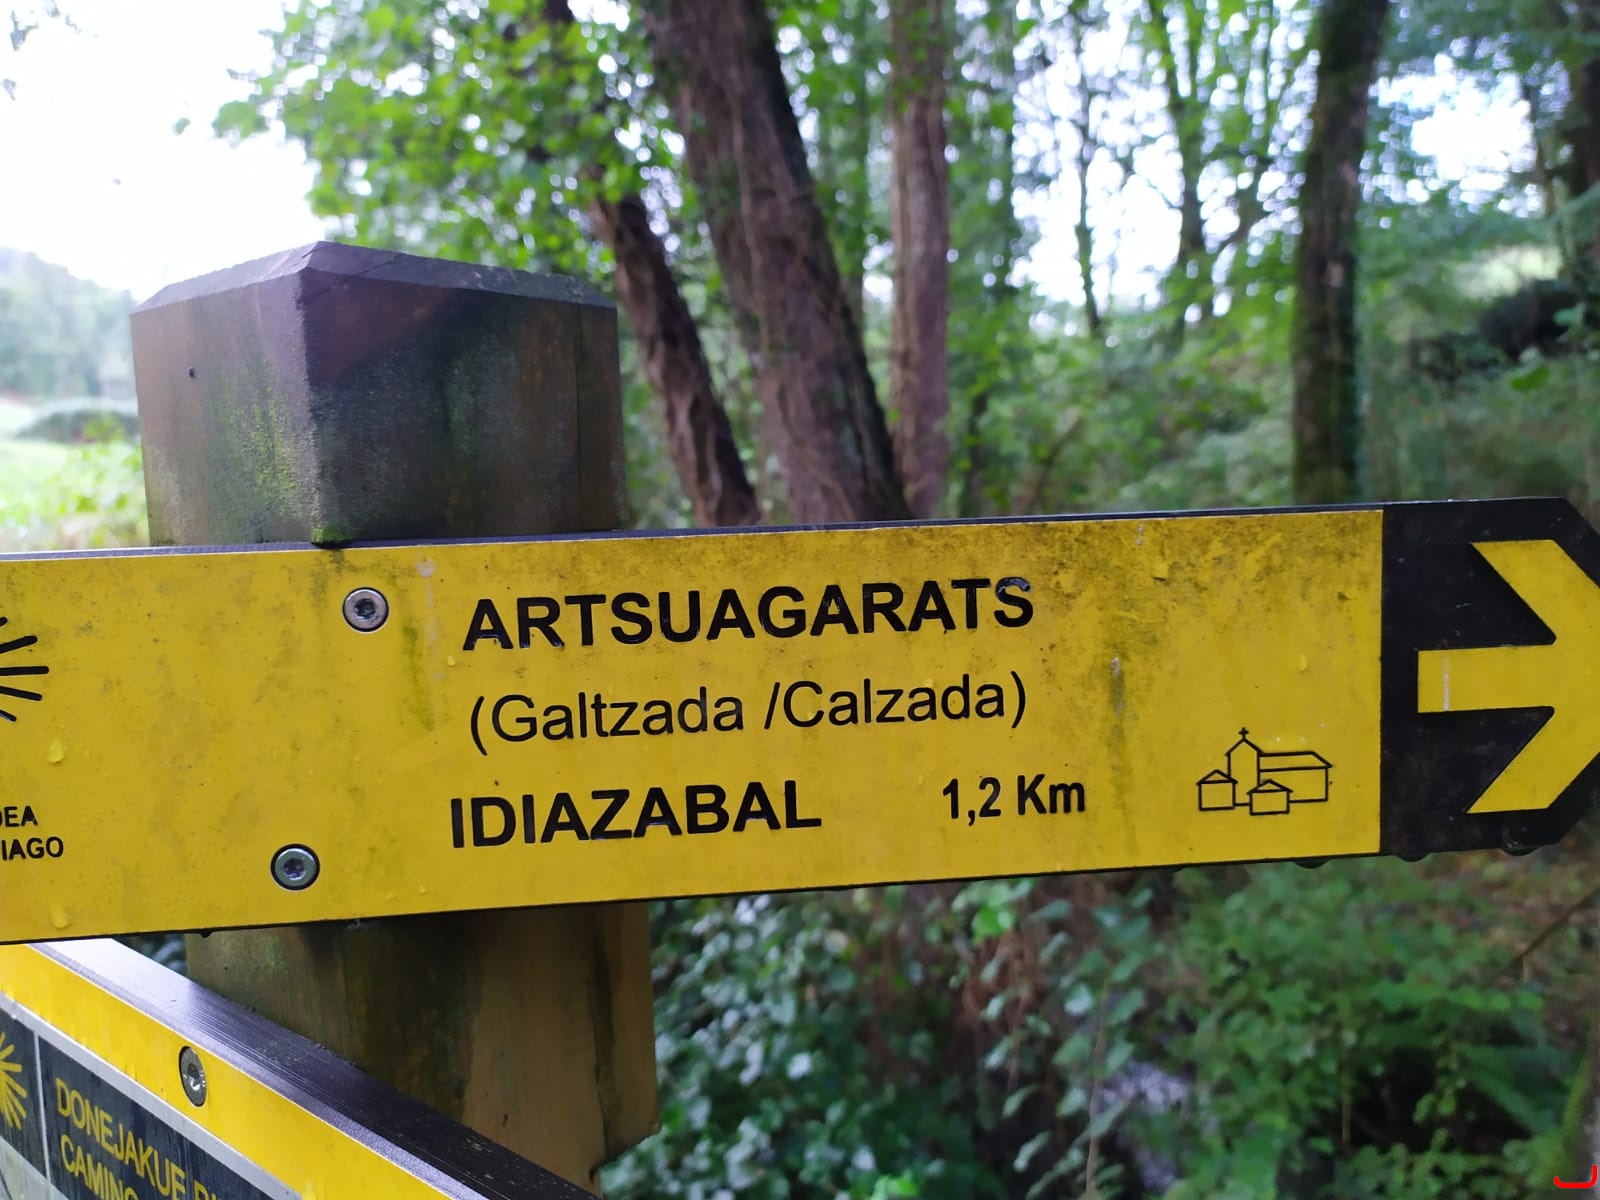 ARTSUAGARATS
(Galtzada /Calzada)
IDIAZABAL 1,2 Km
DEA
IAGO
DONEJAKUE
CAMINO